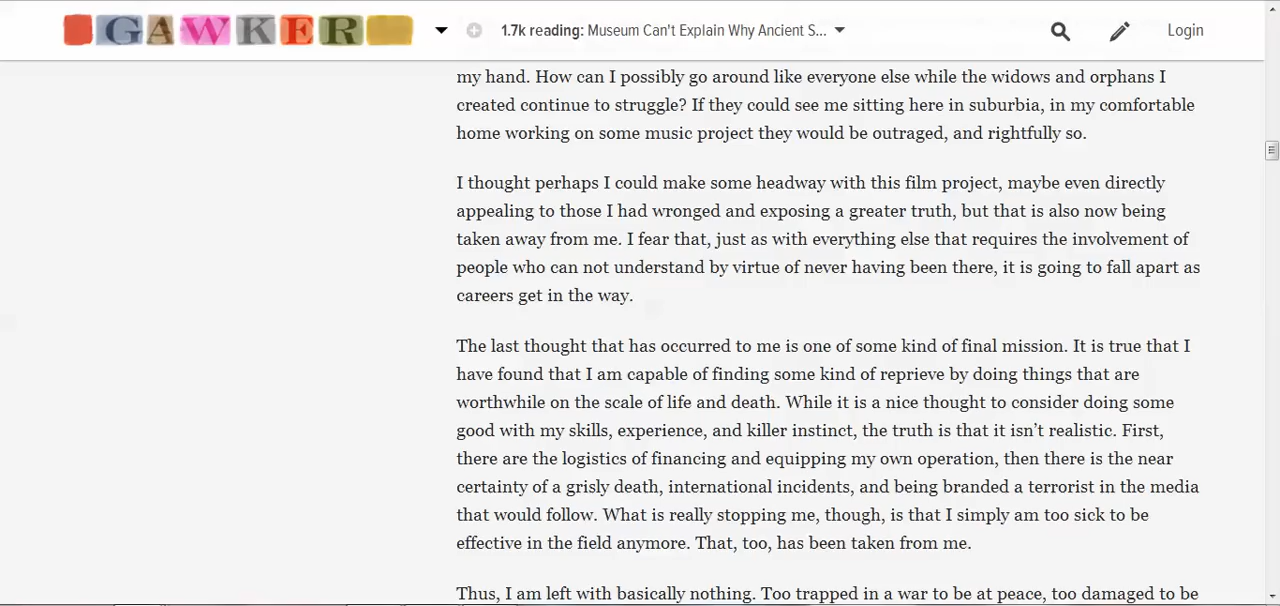 GAWKER
1.7k reading: Museum Can't Explain Why Ancient S...
Login
my hand. How can I possibly go around like everyone else while the widows and orphans I
created continue to struggle? If they could see me sitting here in suburbia, in my comfortable
home working on some music project they would be outraged, and rightfully so.
I thought perhaps I could make some headway with this film project, maybe even directly
appealing to those I had wronged and exposing a greater truth, but that is also now being
taken away from me. I fear that, just as with everything else that requires the involvement of
people who can not understand by virtue of never having been there, it is going to fall apart as
careers get in the way.
The last thought that has occurred to me is one of some kind of final mission. It is true that I
have found that I am capable of finding some kind of reprieve by doing things that are
worthwhile on the scale of life and death. While it is a nice thought to consider doing some
good with my skills, experience, and killer instinct, the truth is that it isn't realistic. First,
there are the logistics of financing and equipping my own operation, then there is the near
certainty of a grisly death, international incidents, and being branded a terrorist in the media
that would follow. What is really stopping me, though, is that I simply am too sick to be
effective in the field anymore. That, too, has been taken from me.
Thus, I am left with basically nothing. Too trapped in a war to be at peace, too damaged to be